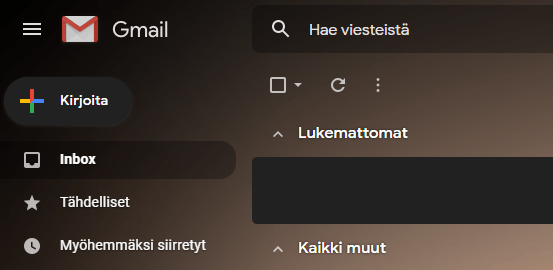 Gmail
Hae viesteistä
Kirjoita
Lukemattomat
Inbox
Tähdelliset
Myöhemmäksi siirretyt
Kaikki muut